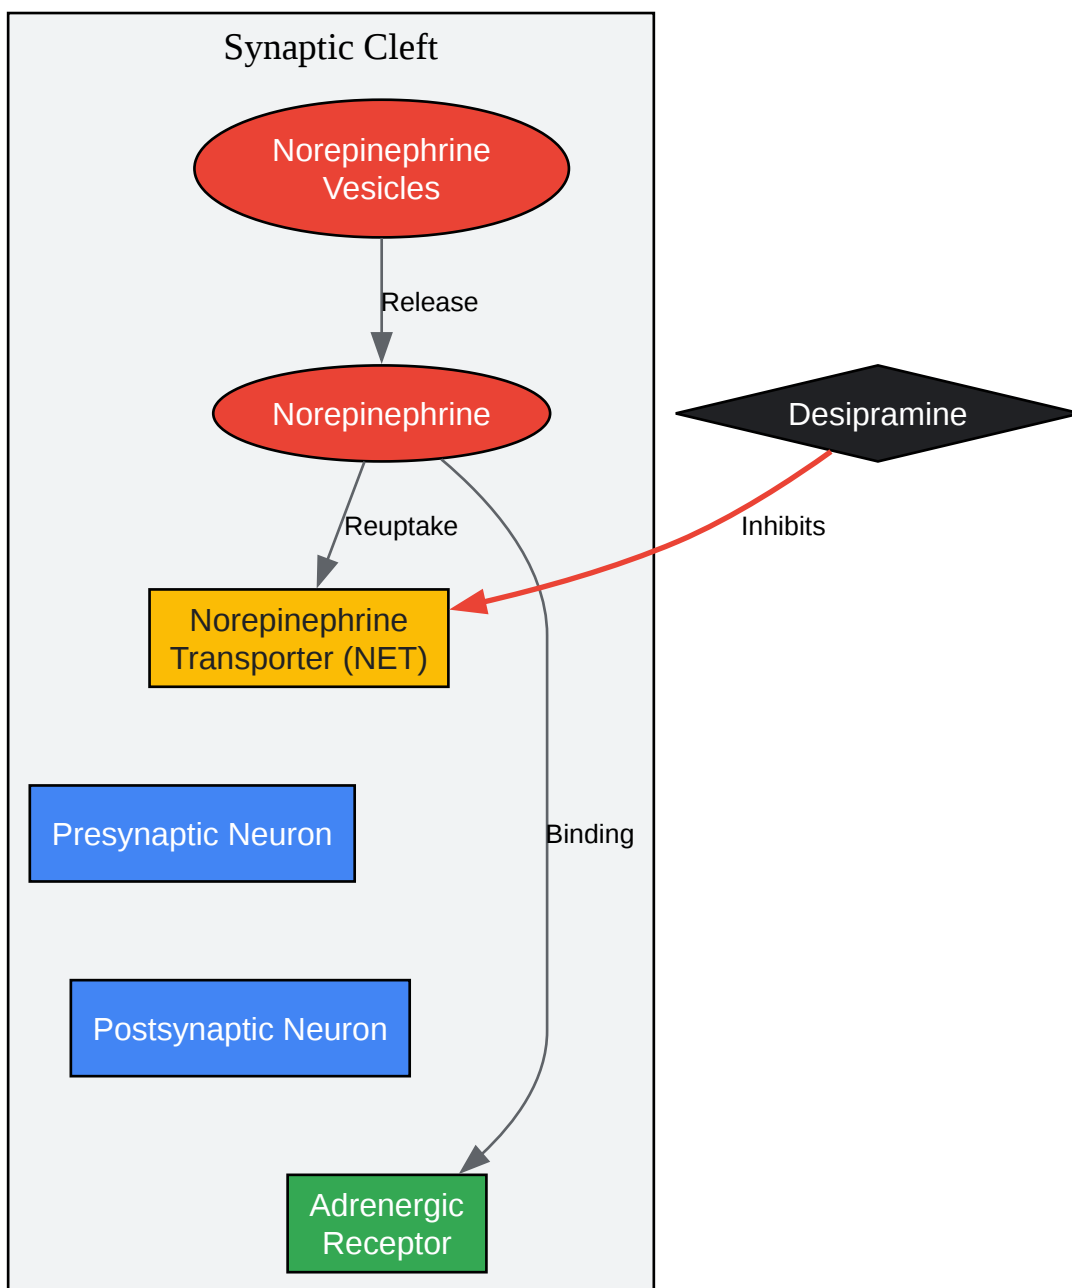 Synaptic Cleft
Norepinephrine
Vesicles
Release
Norepinephrine
Desipramine
Reuptake
Inhibits
Norepinephrine
Transporter (NET)
Presynaptic Neuron
Binding
Postsynaptic Neuron
Adrenergic
Receptor